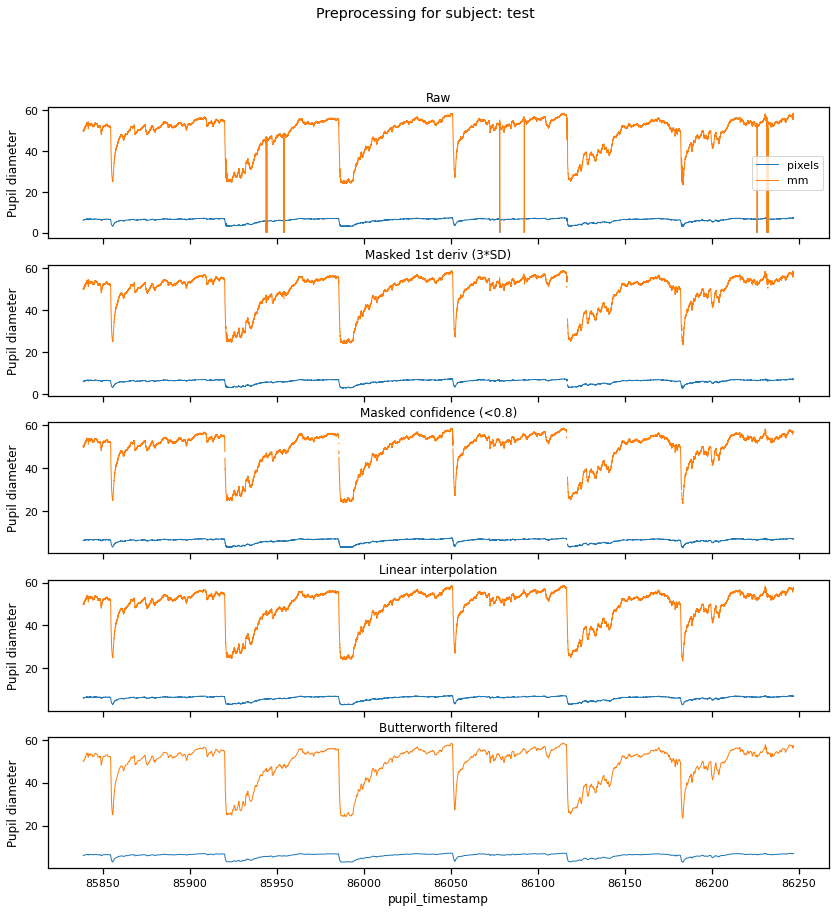 Preprocessing for subject: test
Raw
Pupil diameter
60
40
20
0
pixels
mm
Masked 1st deriv (3*SD)
Pupil diameter
60
40
20
0
Masked confidence (<0.8)
Pupil diameter
60
40
20
Linear interpolation
Pupil diameter
60
40
20
Butterworth filtered
Pupil diameter
60
40
20
85850 85900 85950 86000 86050 86100 86150 86200 86250
pupil_timestamp